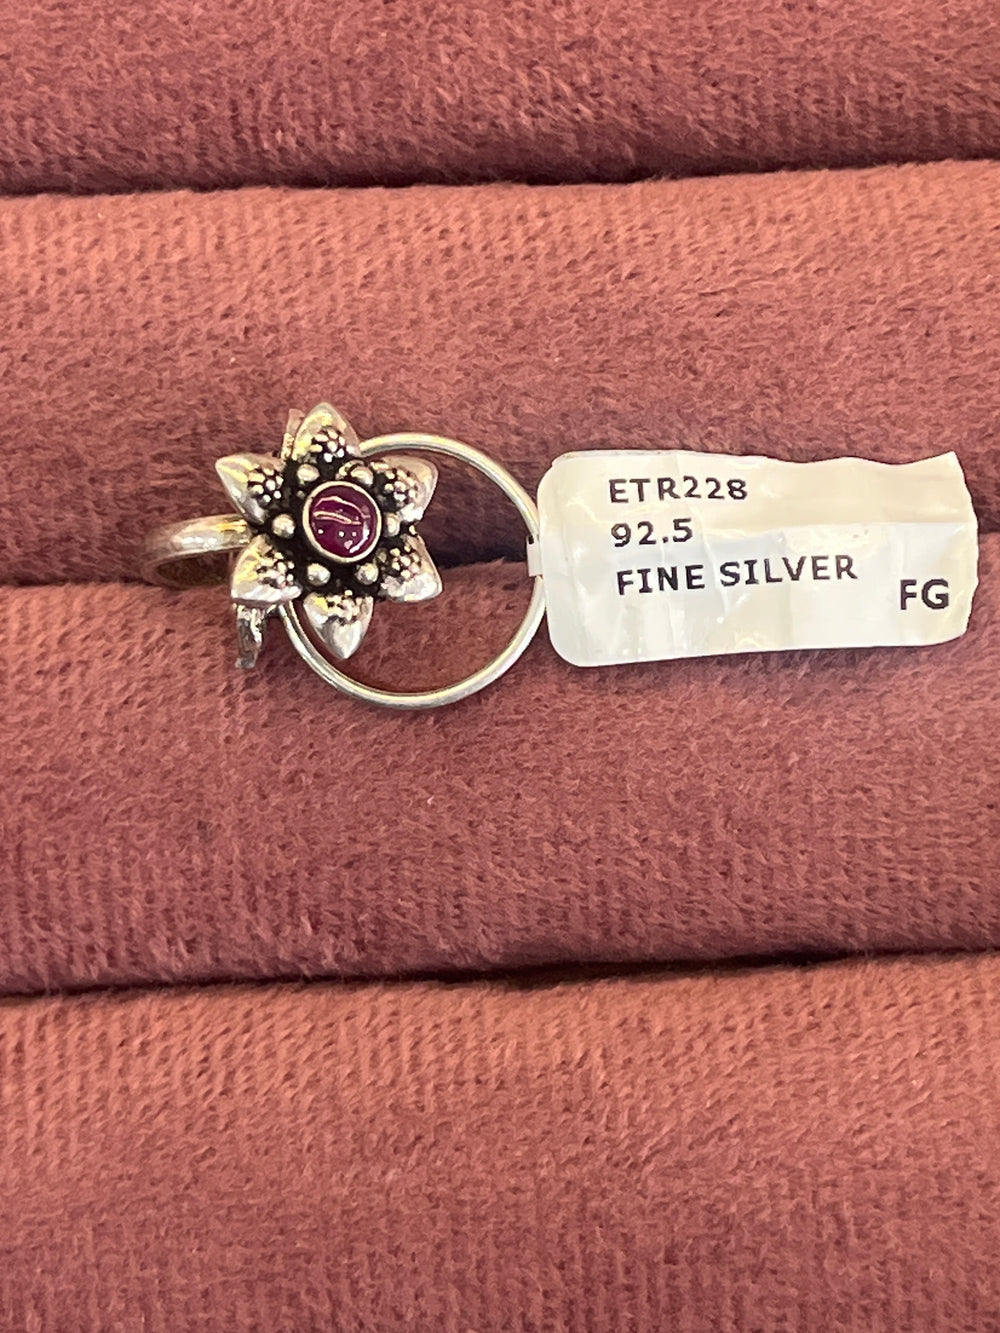 ETR228
92.5
FINE SILVER
FG